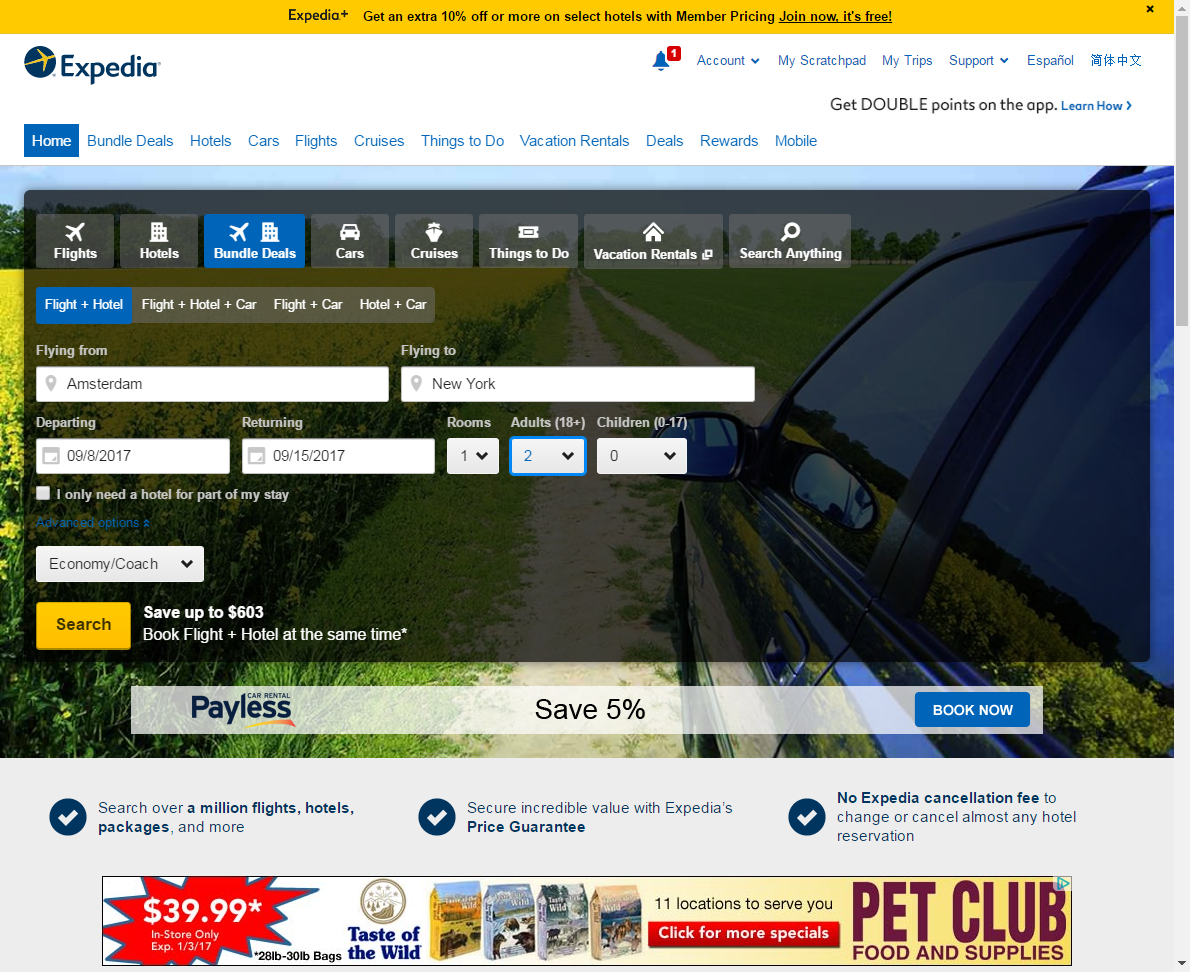 Expedia+ Get an extra 10% off or more on select hotels with Member Pricing Join now, it's free!
Expedia
1 Account My Scratchpad My Trips Support Español 简体中文
Get DOUBLE points on the app. Learn How
Home Bundle Deals Hotels Cars Flights Cruises Things to Do Vacation Rentals Deals Rewards Mobile
Flights Hotels Bundle Deals Cars Cruises Things to Do Vacation Rentals Search Anything
Flight + Hotel Flight + Hotel + Car Flight + Car Hotel + Car
Flying from Flying to
Amsterdam New York
Departing Returning Rooms Adults (18+) Children (0-17)
09/8/2017 09/15/2017 1 2 0
I only need a hotel for part of my stay
Advanced options
Economy/Coach
Search
Save up to $603
Book Flight + Hotel at the same time*
CAR RENTAL
Payless
Save 5%
BOOK NOW
Search over a million flights, hotels,
packages, and more
Secure incredible value with Expedia's
Price Guarantee
No Expedia cancellation fee to
change or cancel almost any hotel
reservation
$39.99*
In-Store Only
Exp. 1/3/17
*28lb-30lb Bags
Taste of
the Wild
11 locations to serve you
Click for more specials
PET CLUB
FOOD AND SUPPLIES